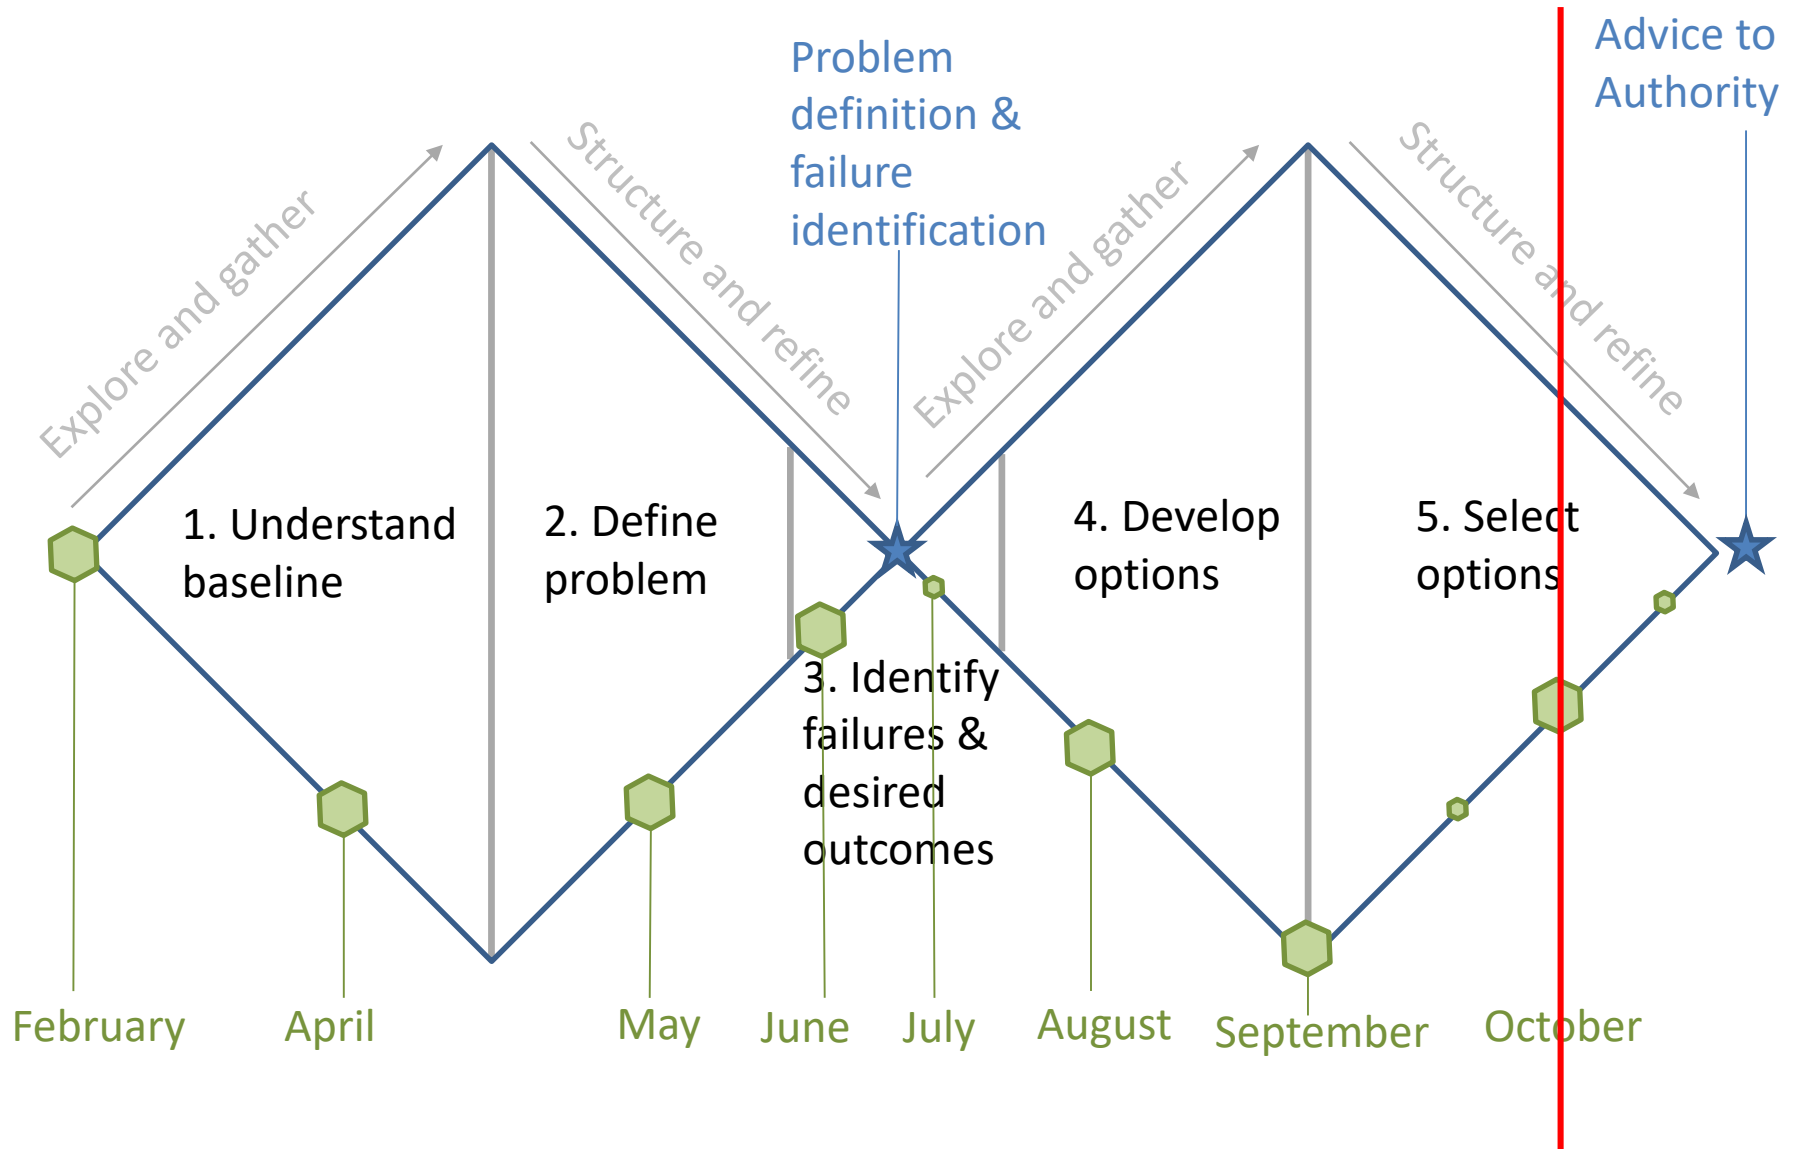 Problem
definition &
failure
identification
Advice to
Authority
Explore and gather
Structure and refine
Explore and gather
Structure and refine
1. Understand
baseline
2. Define
problem
3. Identify
failures &
desired
outcomes
4. Develop
options
5. Select
options
February
April
May
June
July
August
September
October